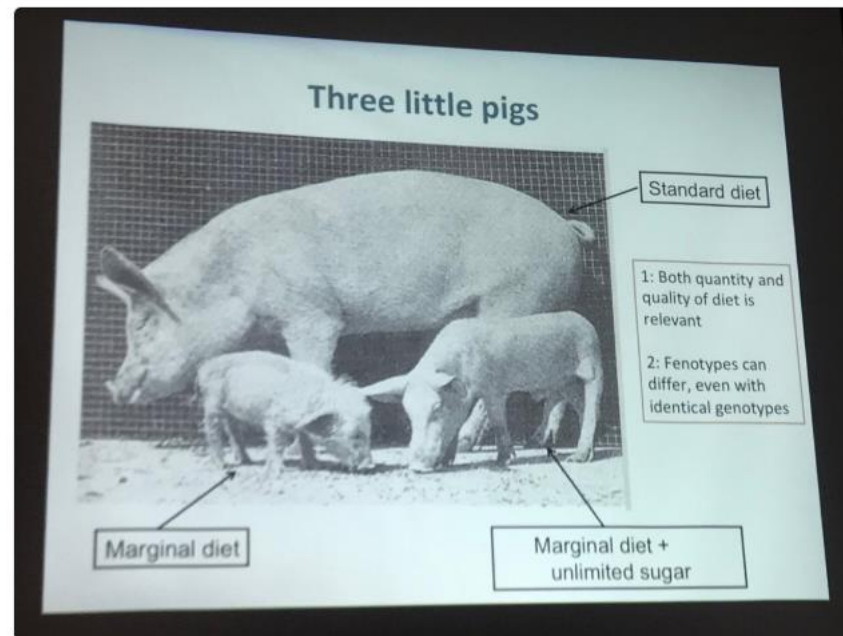 Three little pigs
Standard diet
1: Both quantity and
quality of diet is
relevant
2: Fenotypes can
differ, even with
identical genotypes
Marginal diet
Marginal diet +
unlimited sugar